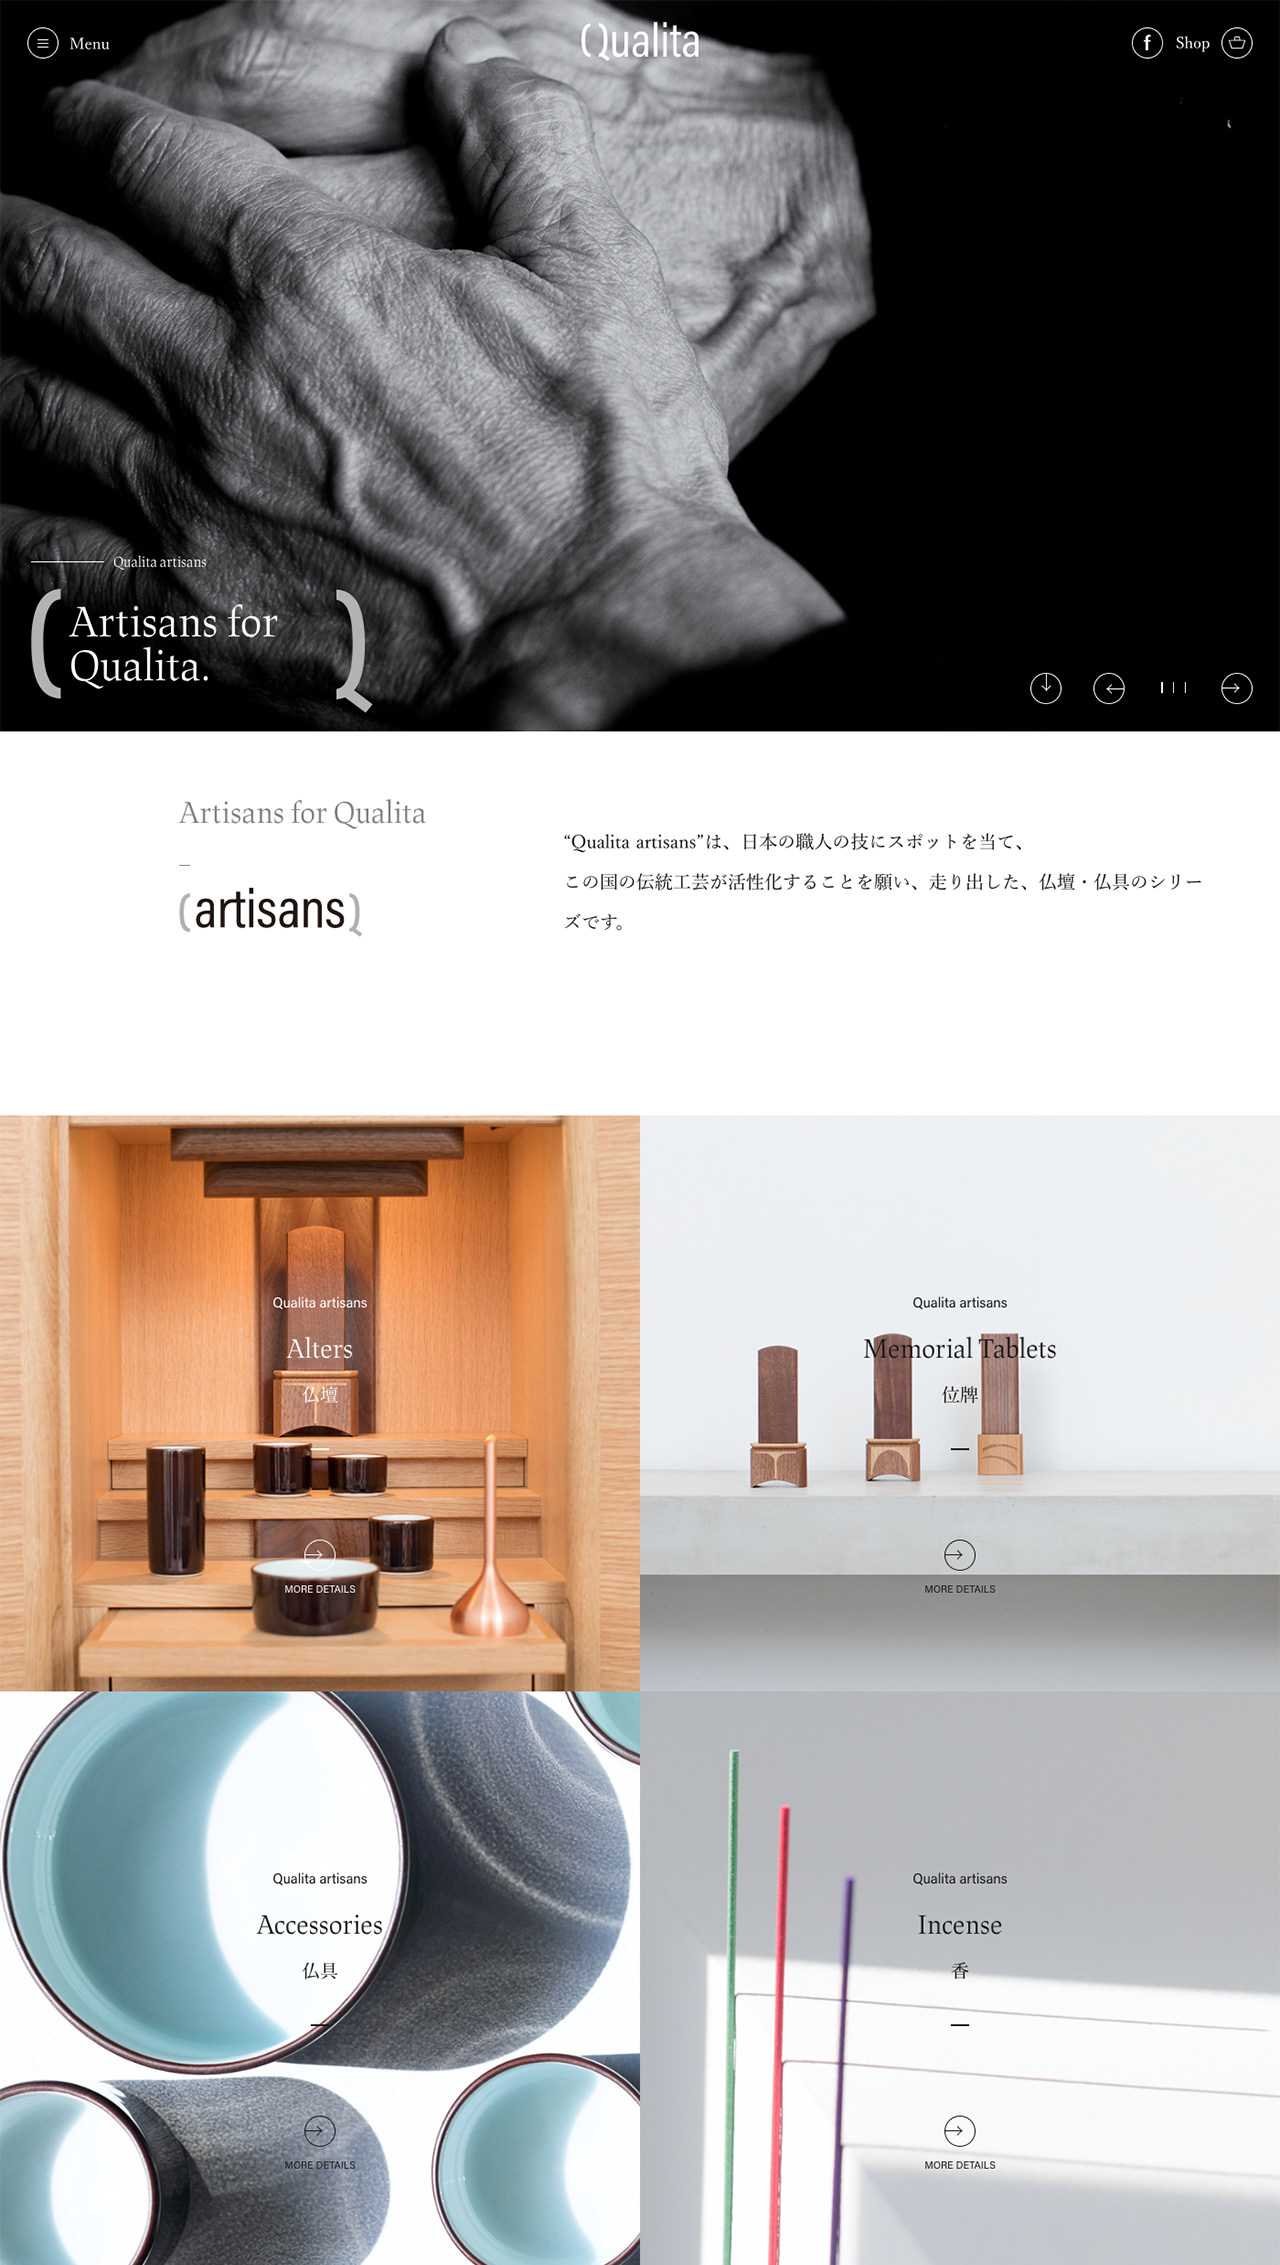 Menu
Qualita
f
Shop
Qualita artisans
Artisans for
Qualita.
Artisans for Qualita
artisans
“Qualita artisans”は、日本の職人の技にスポットを当て、
この国の伝統工芸が活性化することを願い、走り出した、仏壇・仏具のシリー
ズです。
Qualita artisans
Alters
仏壇
MORE DETAILS
Qualita artisans
Memorial Tablets
位牌
MORE DETAILS
Qualita artisans
Accessories
仏具
MORE DETAILS
Qualita artisans
Incense
香
MORE DETAILS